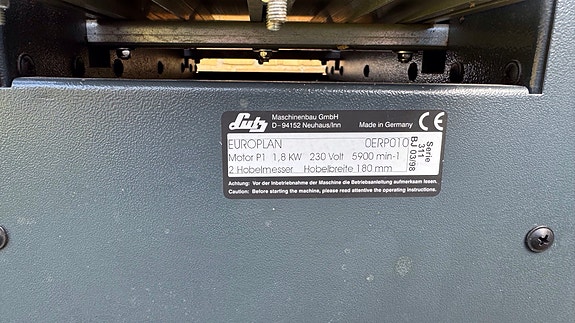 Lutz
Maschinenbau GmbH
D - 94152 Neuhaus/Inn
Made in Germany CE
EUROPLAN 0ERP010
Motor P1 1,8 KW 230 Volt 5900 min-1
2 Hobelmesser Hobelbreite 180 mm
Serie
311
BJ 03/98
Achtung: Vor der Inbetriebnahme der Maschine die Betriebsanleitung aufmerksam lesen.
Caution: Before starting the machine, please read attentive the operating instructions.